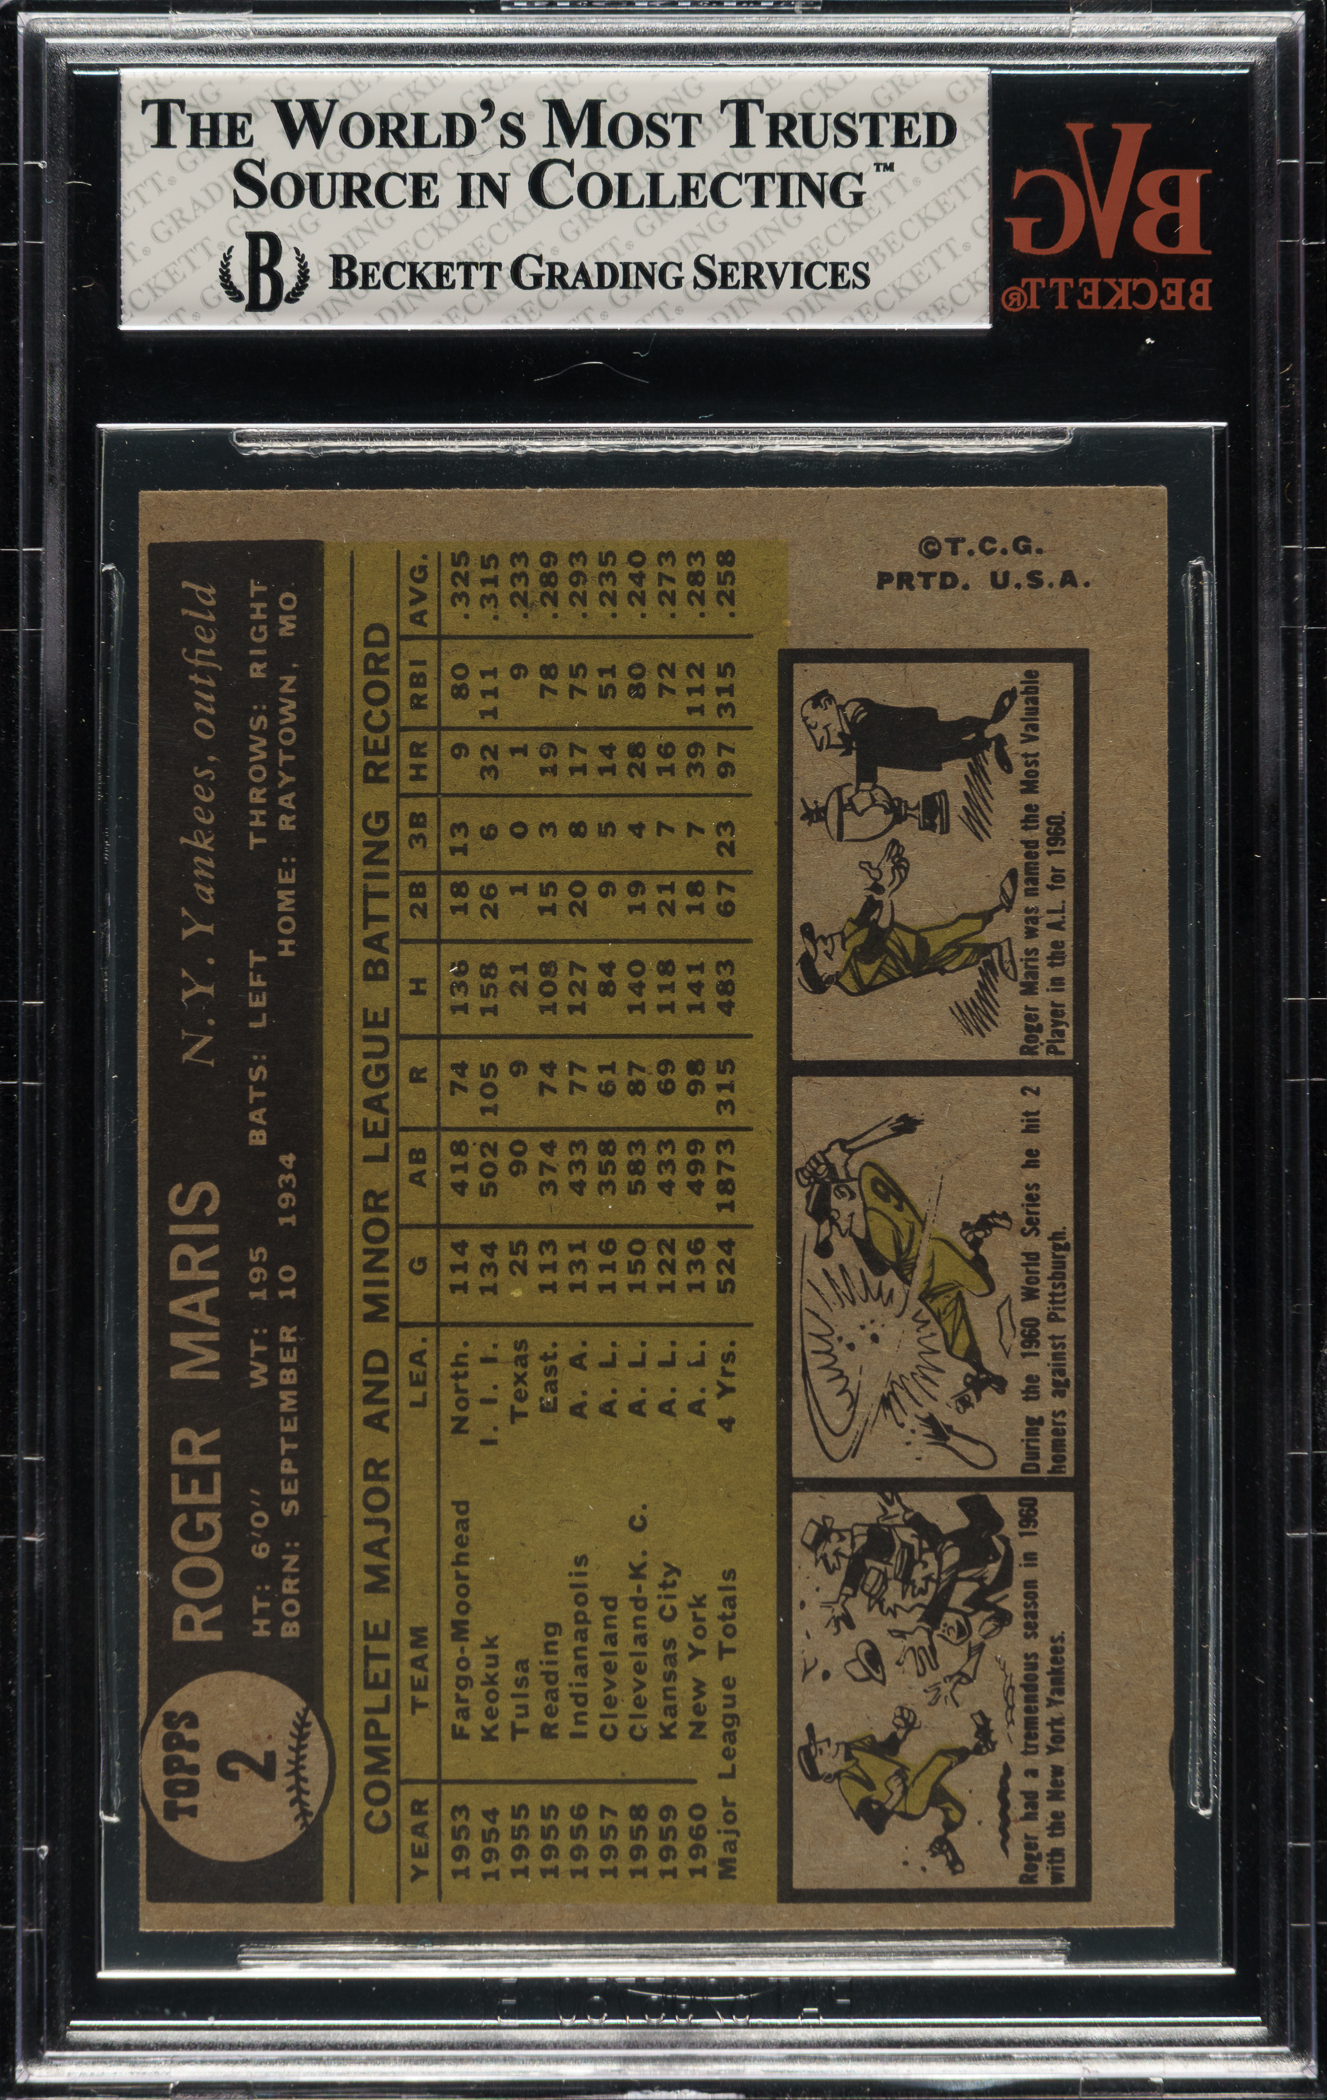 THE WORLD'S MOST TRUSTED
SOURCE IN COLLECTING™
B BECKETT GRADING SERVICES
BVG
BECKETT®
TOPPS
2
ROGER MARIS N.Y. Yankees, outfield
HT: 6'0" WT: 195 BATS: LEFT THROWS: RIGHT
BORN: SEPTEMBER 10 1934 HOME: RAYTOWN, MO.
COMPLETE MAJOR AND MINOR LEAGUE BATTING RECORD
YEAR TEAM LEA. G AB R H 2B 3B HR RBI AVG.
1953 Fargo-Moorhead North. 114 418 74 136 18 13 9 80 .325
1954 Keokuk I. I. I. 134 502 105 158 26 6 32 111 .315
1955 Tulsa Texas 25 90 9 21 1 0 1 9 .233
1955 Reading East. 113 374 74 108 15 3 19 78 .289
1956 Indianapolis A. A. 131 433 77 127 20 8 17 75 .293
1957 Cleveland A. L. 116 358 61 84 9 5 14 51 .235
1958 Cleveland-K. C. A. L. 150 583 87 140 19 4 28 80 .240
1959 Kansas City A. L. 122 433 69 118 21 7 16 72 .273
1960 New York A. L. 136 499 98 141 18 7 39 112 .283
Major League Totals 4 Yrs. 524 1873 315 483 67 23 97 315 .258
Roger had a tremendous season in 1960
with the New York Yankees.
9
During the 1960 World Series he hit 2
homers against Pittsburgh.
Roger Maris was named the Most Valuable
Player in the A.L. for 1960.
©T.C.G.
PRTD. U.S.A.